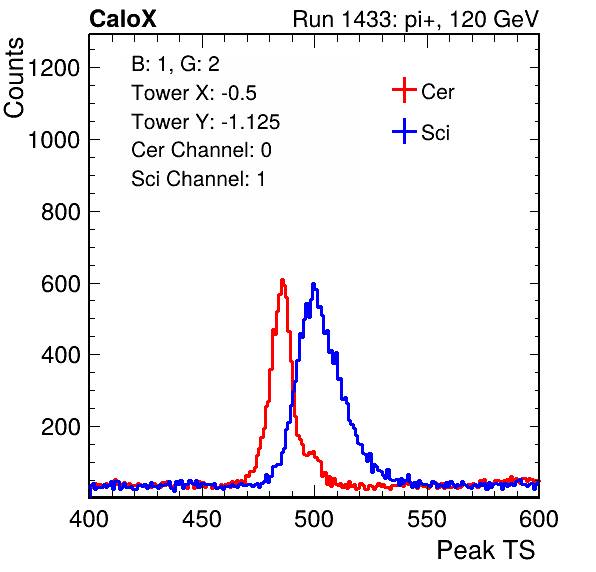 CaloX Run 1433: pi+, 120 GeV
Counts
B: 1, G: 2
Tower X: -0.5
Tower Y: -1.125
Cer Channel: 0
Sci Channel: 1
Cer
Sci
1200
1000
800
600
400
200
400 450 500 550 600
Peak TS